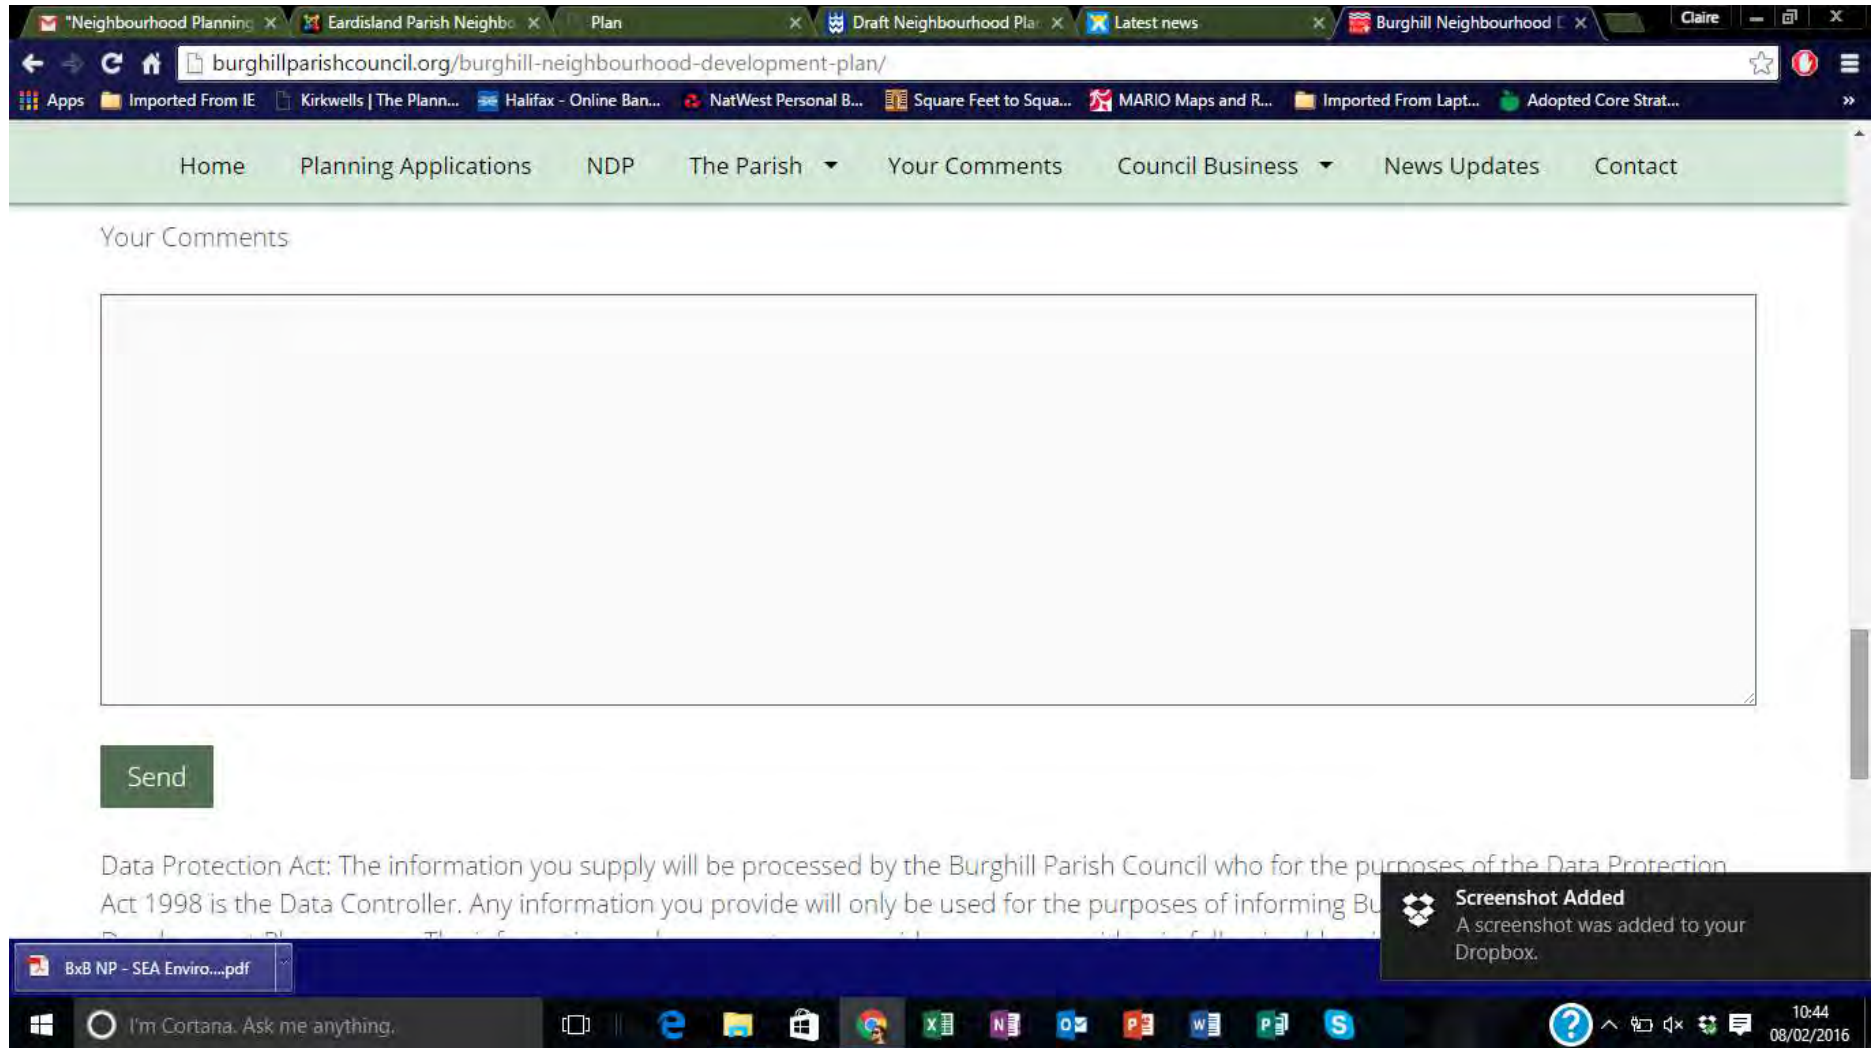 "Neighbourhood Planning
Eardisland Parish Neighbo
Plan
Draft Neighbourhood Plan
Latest news
Burghill Neighbourhood D
Claire
burghillparishcouncil.org/burghill-neighbourhood-development-plan/
Apps
Imported From IE
Kirkwells | The Plann...
Halifax - Online Ban...
NatWest Personal B...
Square Feet to Squa...
MARIO Maps and R...
Imported From Lapt...
Adopted Core Strat...
»
Home
Planning Applications
NDP
The Parish
Your Comments
Council Business
News Updates
Contact
Your Comments
Send
Data Protection Act: The information you supply will be processed by the Burghill Parish Council who for the purposes of the Data Protection
Act 1998 is the Data Controller. Any information you provide will only be used for the purposes of informing Bu
Screenshot Added
A screenshot was added to your
Dropbox.
BxB NP - SEA Enviro....pdf
I'm Cortana. Ask me anything.
10:44
08/02/2016